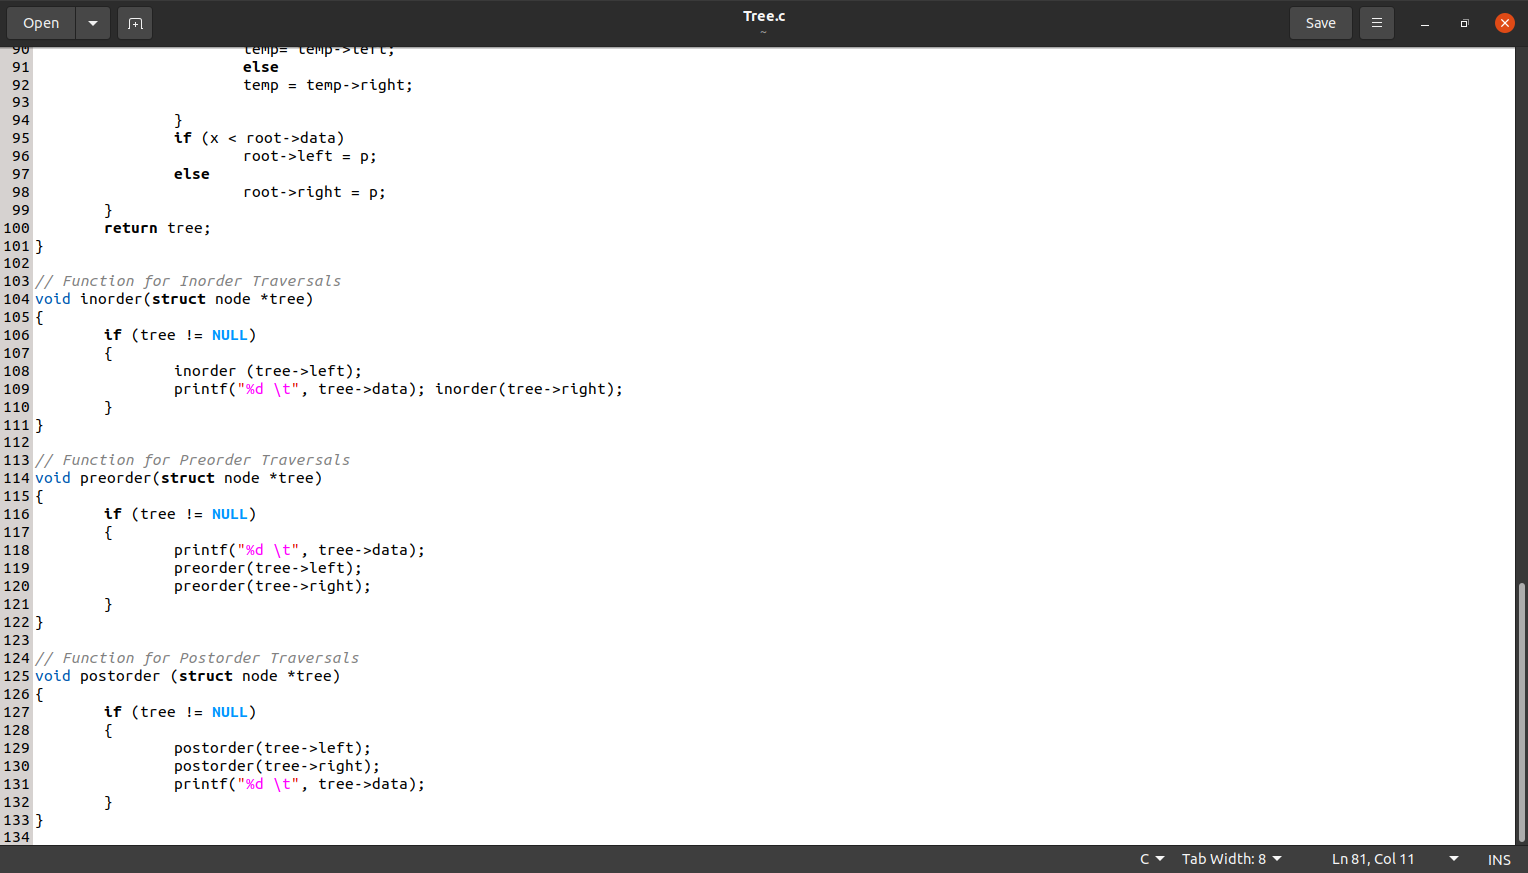 Open
Tree.c
~
Save
90 temp= temp->left;
91 else
92 temp = temp->right;
93
94 }
95 if (x < root->data)
96 root->left = p;
97 else
98 root->right = p;
99 }
100 return tree;
101 }
102
103 // Function for Inorder Traversals
104 void inorder(struct node *tree)
105 {
106 if (tree != NULL)
107 {
108 inorder (tree->left);
109 printf("%d \t", tree->data); inorder(tree->right);
110 }
111 }
112
113 // Function for Preorder Traversals
114 void preorder(struct node *tree)
115 {
116 if (tree != NULL)
117 {
118 printf("%d \t", tree->data);
119 preorder(tree->left);
120 preorder(tree->right);
121 }
122 }
123
124 // Function for Postorder Traversals
125 void postorder (struct node *tree)
126 {
127 if (tree != NULL)
128 {
129 postorder(tree->left);
130 postorder(tree->right);
131 printf("%d \t", tree->data);
132 }
133 }
134
C Tab Width: 8 Ln 81, Col 11 INS